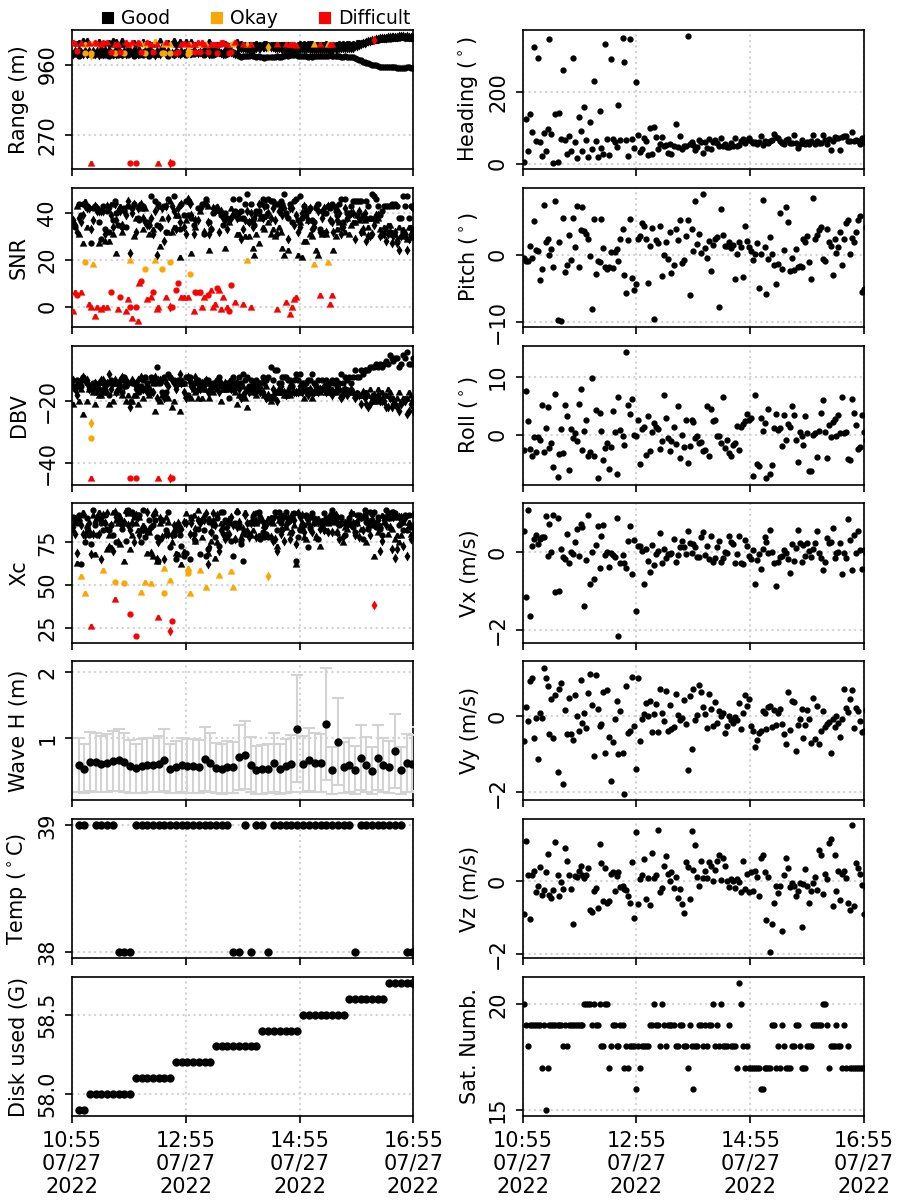 Good Okay Difficult
Range (m)
960
270
Heading (°)
200
0
SNR
40
20
0
Pitch (°)
0
−10
DBV
−20
−40
Roll (°)
10
0
Xc
75
50
25
Vx (m/s)
0
−2
Wave H (m)
2
1
Vy (m/s)
0
−2
Temp (°C)
39
38
Vz (m/s)
0
−2
Disk used (G)
58.5
58.0
Sat. Numb.
20
15
10:55 12:55 14:55 16:55
07/27 07/27 07/27 07/27
2022 2022 2022 2022
10:55 12:55 14:55 16:55
07/27 07/27 07/27 07/27
2022 2022 2022 2022